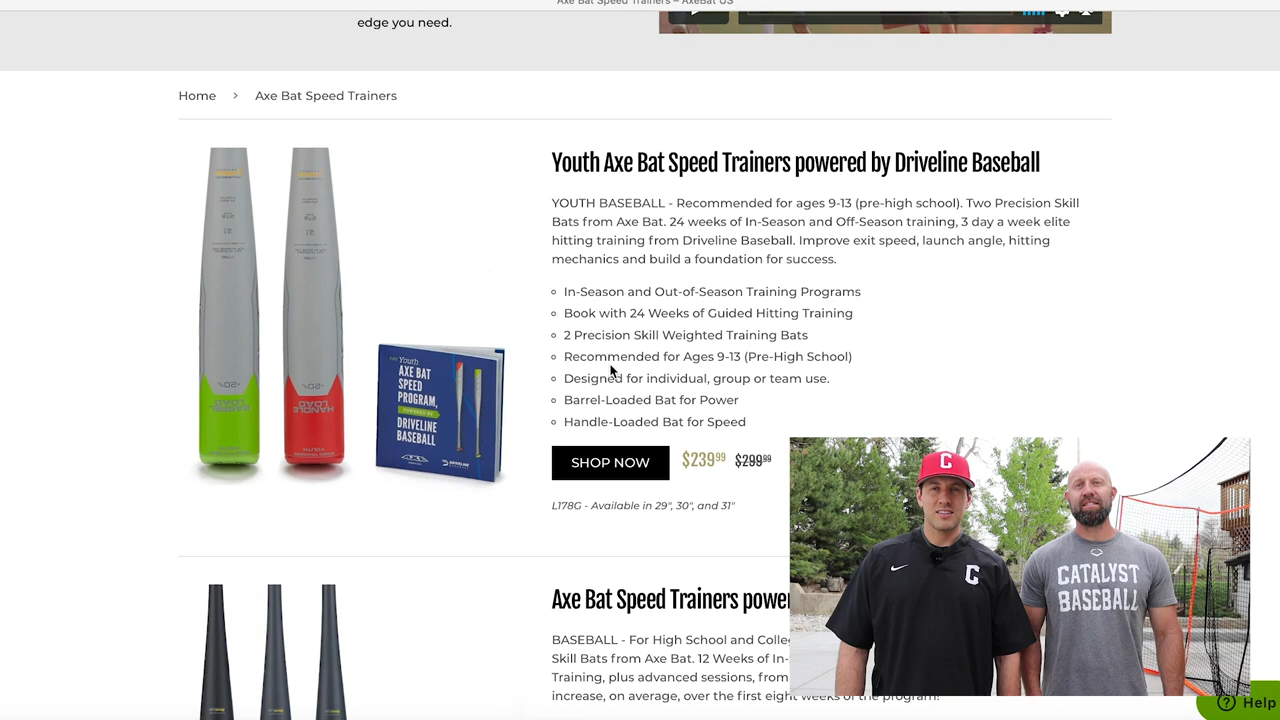 Axe Bat Speed Trainers – AxeBat US
edge you need.
Home > Axe Bat Speed Trainers
Youth Axe Bat Speed Trainers powered by Driveline Baseball
YOUTH BASEBALL - Recommended for ages 9-13 (pre-high school). Two Precision Skill
Bats from Axe Bat. 24 weeks of In-Season and Off-Season training, 3 day a week elite
hitting training from Driveline Baseball. Improve exit speed, launch angle, hitting
mechanics and build a foundation for success.
In-Season and Out-of-Season Training Programs
Book with 24 Weeks of Guided Hitting Training
2 Precision Skill Weighted Training Bats
Recommended for Ages 9-13 (Pre-High School)
Designed for individual, group or team use.
Barrel-Loaded Bat for Power
Handle-Loaded Bat for Speed
SHOP NOW $239⁹⁹ $299⁹⁹
L178G - Available in 29", 30", and 31"
BARREL
LOAD
HANDLE
LOAD
THE Youth
AXE BAT
SPEED
PROGRAM,
POWERED BY
DRIVELINE
BASEBALL
Axe Bat Speed Trainers powe
BASEBALL - For High School and Colle
Skill Bats from Axe Bat. 12 Weeks of In-
Training, plus advanced sessions, from
increase, on average, over the first eight weeks of the program!
C
C
CATALYST
BASEBALL
Help